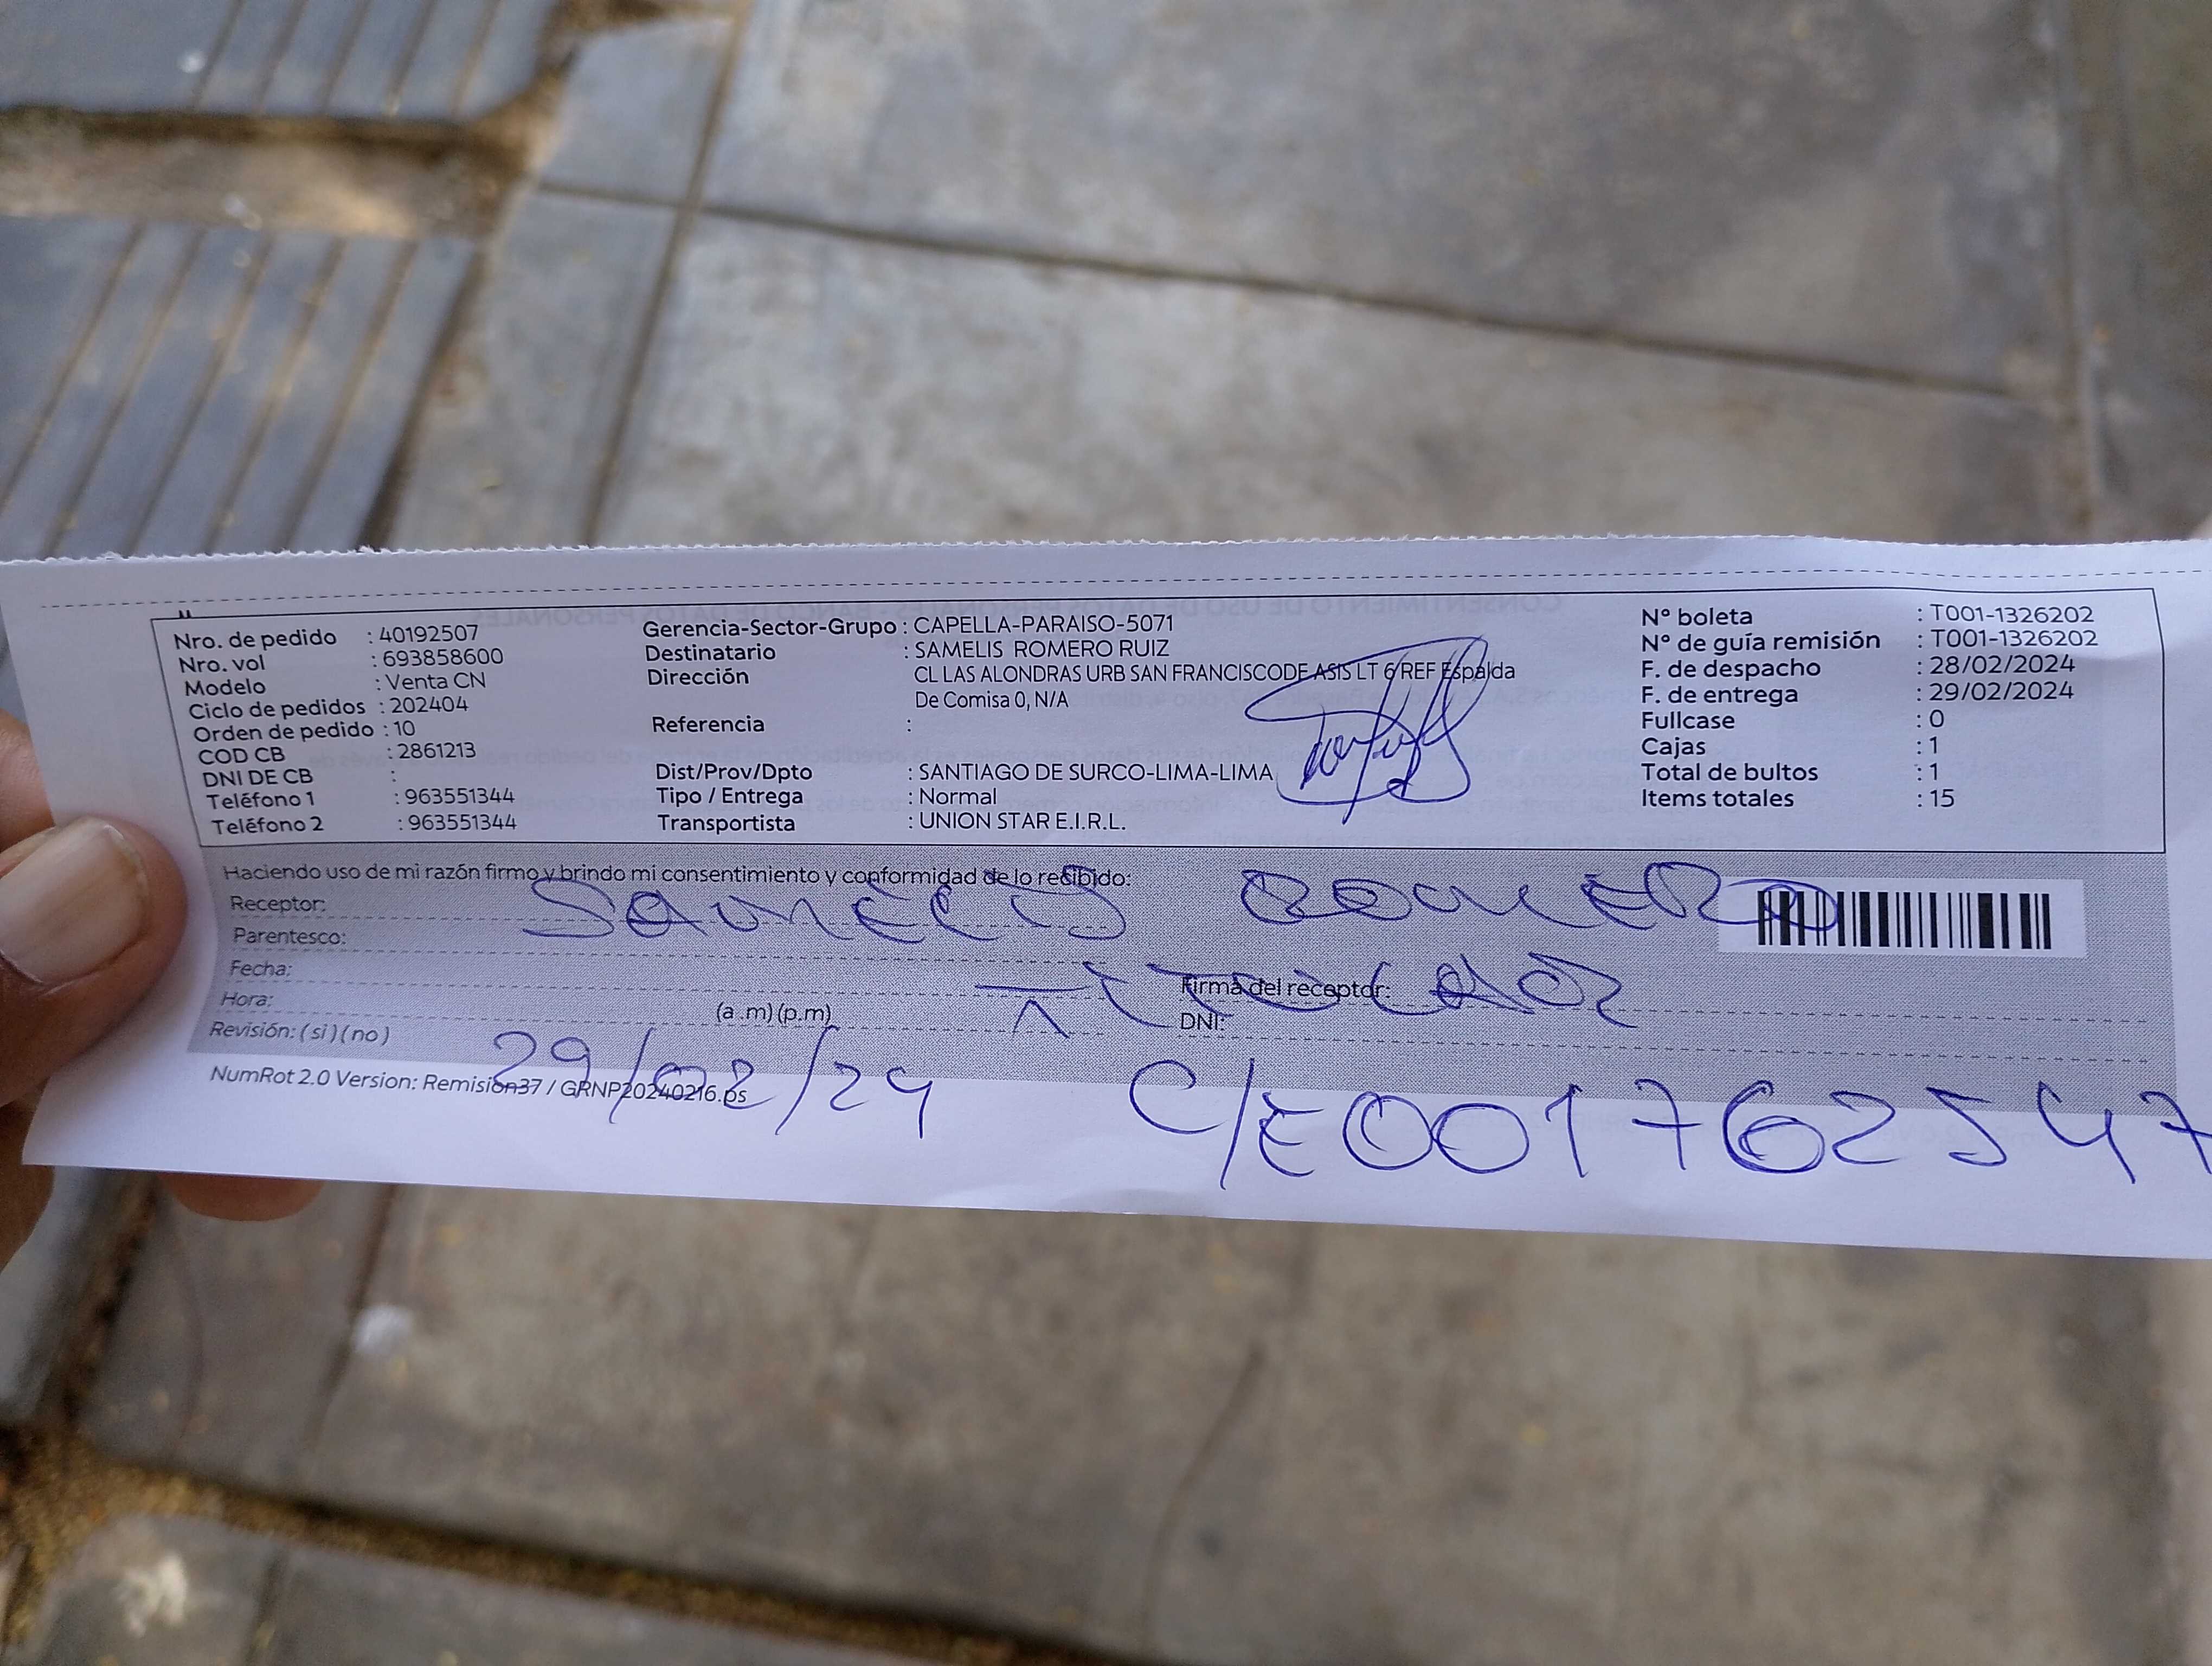 Nro. de pedido : 40192507
Nro. vol : 693858600
Modelo : Venta CN
Ciclo de pedidos : 202404
Orden de pedido : 10
COD CB : 2861213
DNI DE CB :
Teléfono 1 : 963551344
Teléfono 2 : 963551344
Gerencia-Sector-Grupo : CAPELLA-PARAISO-5071
Destinatario : SAMELIS ROMERO RUIZ
Dirección CL LAS ALONDRAS URB SAN FRANCISCODE ASIS LT 6 REF Espalda
De Comisa 0, N/A
Referencia :
Dist/Prov/Dpto : SANTIAGO DE SURCO-LIMA-LIMA
Tipo / Entrega : Normal
Transportista : UNION STAR E.I.R.L.
N° boleta : T001-1326202
N° de guía remisión : T001-1326202
F. de despacho : 28/02/2024
F. de entrega : 29/02/2024
Fullcase : 0
Cajas : 1
Total de bultos : 1
Items totales : 15
Haciendo uso de mi razón firmo y brindo mi consentimiento y conformidad de lo recibido:
Receptor: SAMELIS ROMERO
Parentesco:
Fecha: TITULAR
Hora: (a .m) (p.m)
Firma del receptor:
DNI:
Revisión: ( si ) ( no )
29/02/24 C/E001762547
NumRot 2.0 Version: Remision37 / GRNP20240216.ps